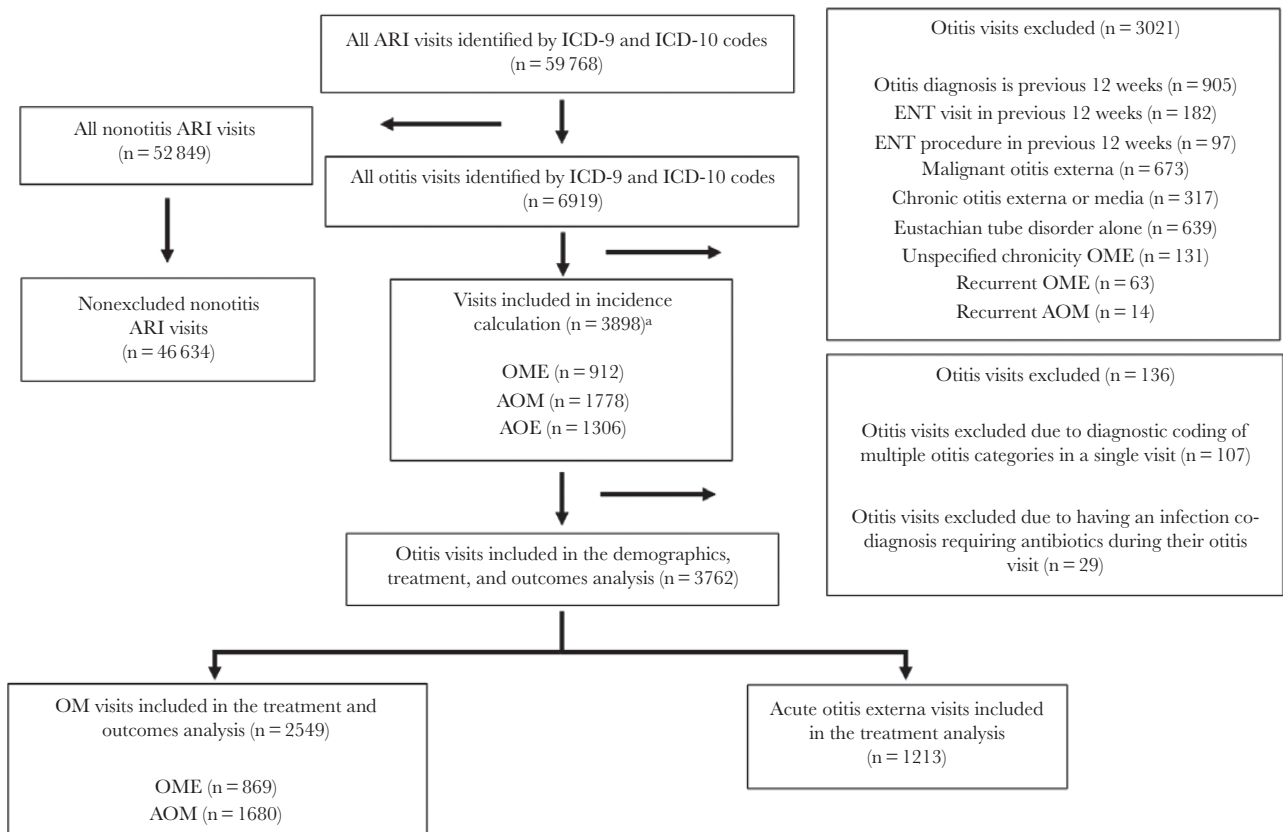 All ARI visits identified by ICD-9 and ICD-10 codes
(n = 59 768)
All nonotitis ARI visits
(n = 52 849)
All otitis visits identified by ICD-9 and ICD-10 codes
(n = 6919)
Nonexcluded nonotitis
ARI visits
(n = 46 634)
Visits included in incidence
calculation (n = 3898)ᵃ
OME (n = 912)
AOM (n = 1778)
AOE (n = 1306)
Otitis visits included in the demographics,
treatment, and outcomes analysis (n = 3762)
OM visits included in the treatment and
outcomes analysis (n = 2549)
OME (n = 869)
AOM (n = 1680)
Acute otitis externa visits included
in the treatment analysis
(n = 1213)
Otitis visits excluded (n = 3021)
Otitis diagnosis is previous 12 weeks (n = 905)
ENT visit in previous 12 weeks (n = 182)
ENT procedure in previous 12 weeks (n = 97)
Malignant otitis externa (n = 673)
Chronic otitis externa or media (n = 317)
Eustachian tube disorder alone (n = 639)
Unspecified chronicity OME (n = 131)
Recurrent OME (n = 63)
Recurrent AOM (n = 14)
Otitis visits excluded (n = 136)
Otitis visits excluded due to diagnostic coding of
multiple otitis categories in a single visit (n = 107)
Otitis visits excluded due to having an infection co-
diagnosis requiring antibiotics during their otitis
visit (n = 29)